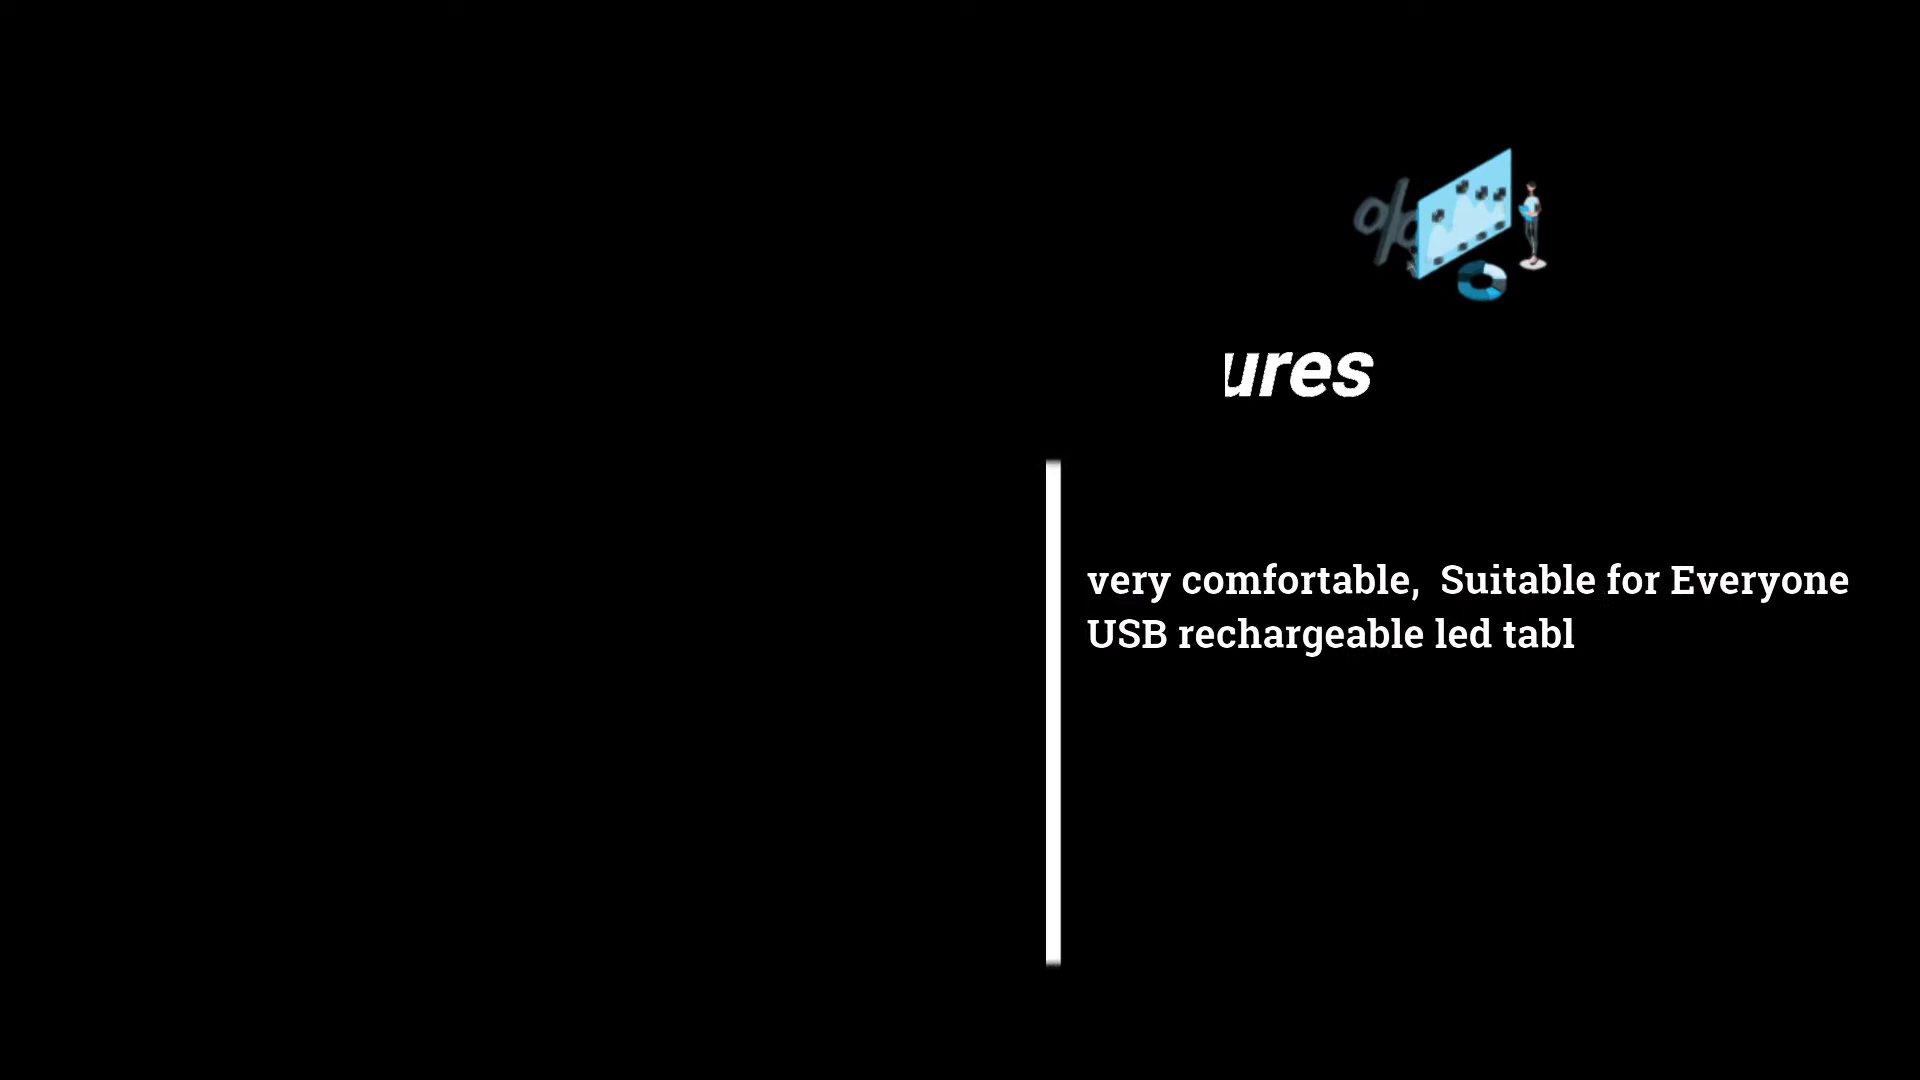 ures
very comfortable,  Suitable for Everyone
USB rechargeable led tabl